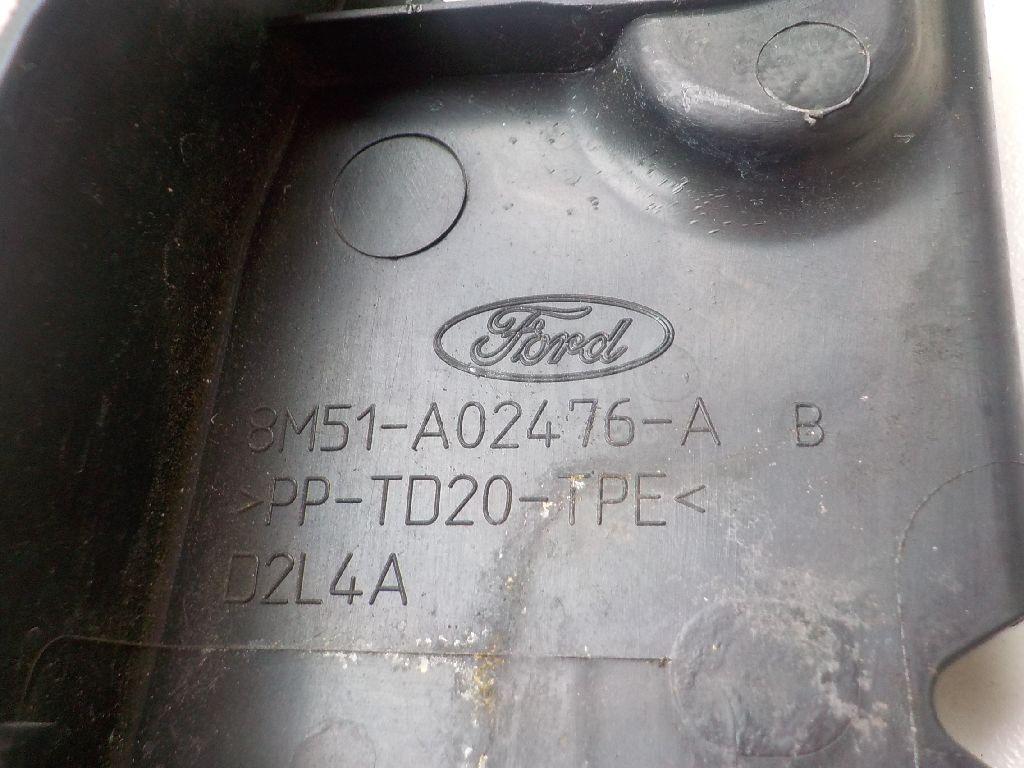 Ford
8M51-A02476-A B
>PP-TD20-TPE<
D2L4A